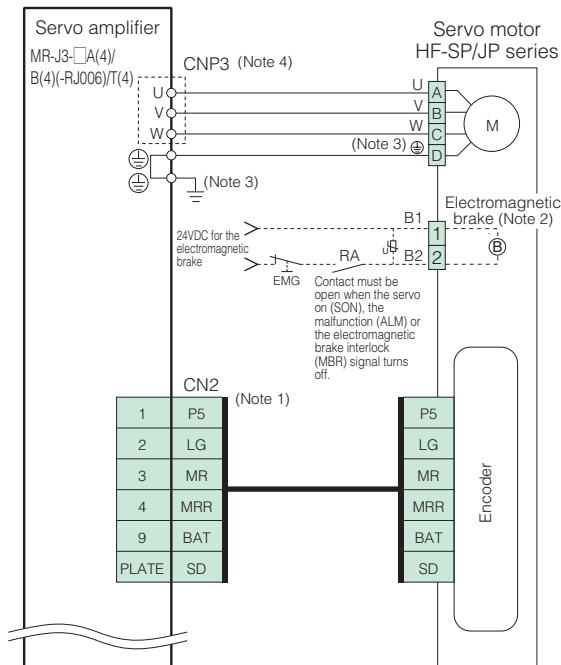 Servo amplifier
MR-J3-□A(4)/
B(4)(-RJ006)/T(4)
CNP3 (Note 4)
Servo motor
HF-SP/JP series
U
V
W
U
V
W
(Note 3)
A
B
C
D
M
(Note 3)
24VDC for the
electromagnetic
brake
EMG
RA
Contact must be
open when the servo
on (SON), the
malfunction (ALM) or
the electromagnetic
brake interlock
(MBR) signal turns
off.
B1
U
B2
1
2
Electromagnetic
brake (Note 2)
B
CN2
(Note 1)
1 P5
2 LG
3 MR
4 MRR
9 BAT
PLATE SD
P5
LG
MR
MRR
BAT
SD
Encoder